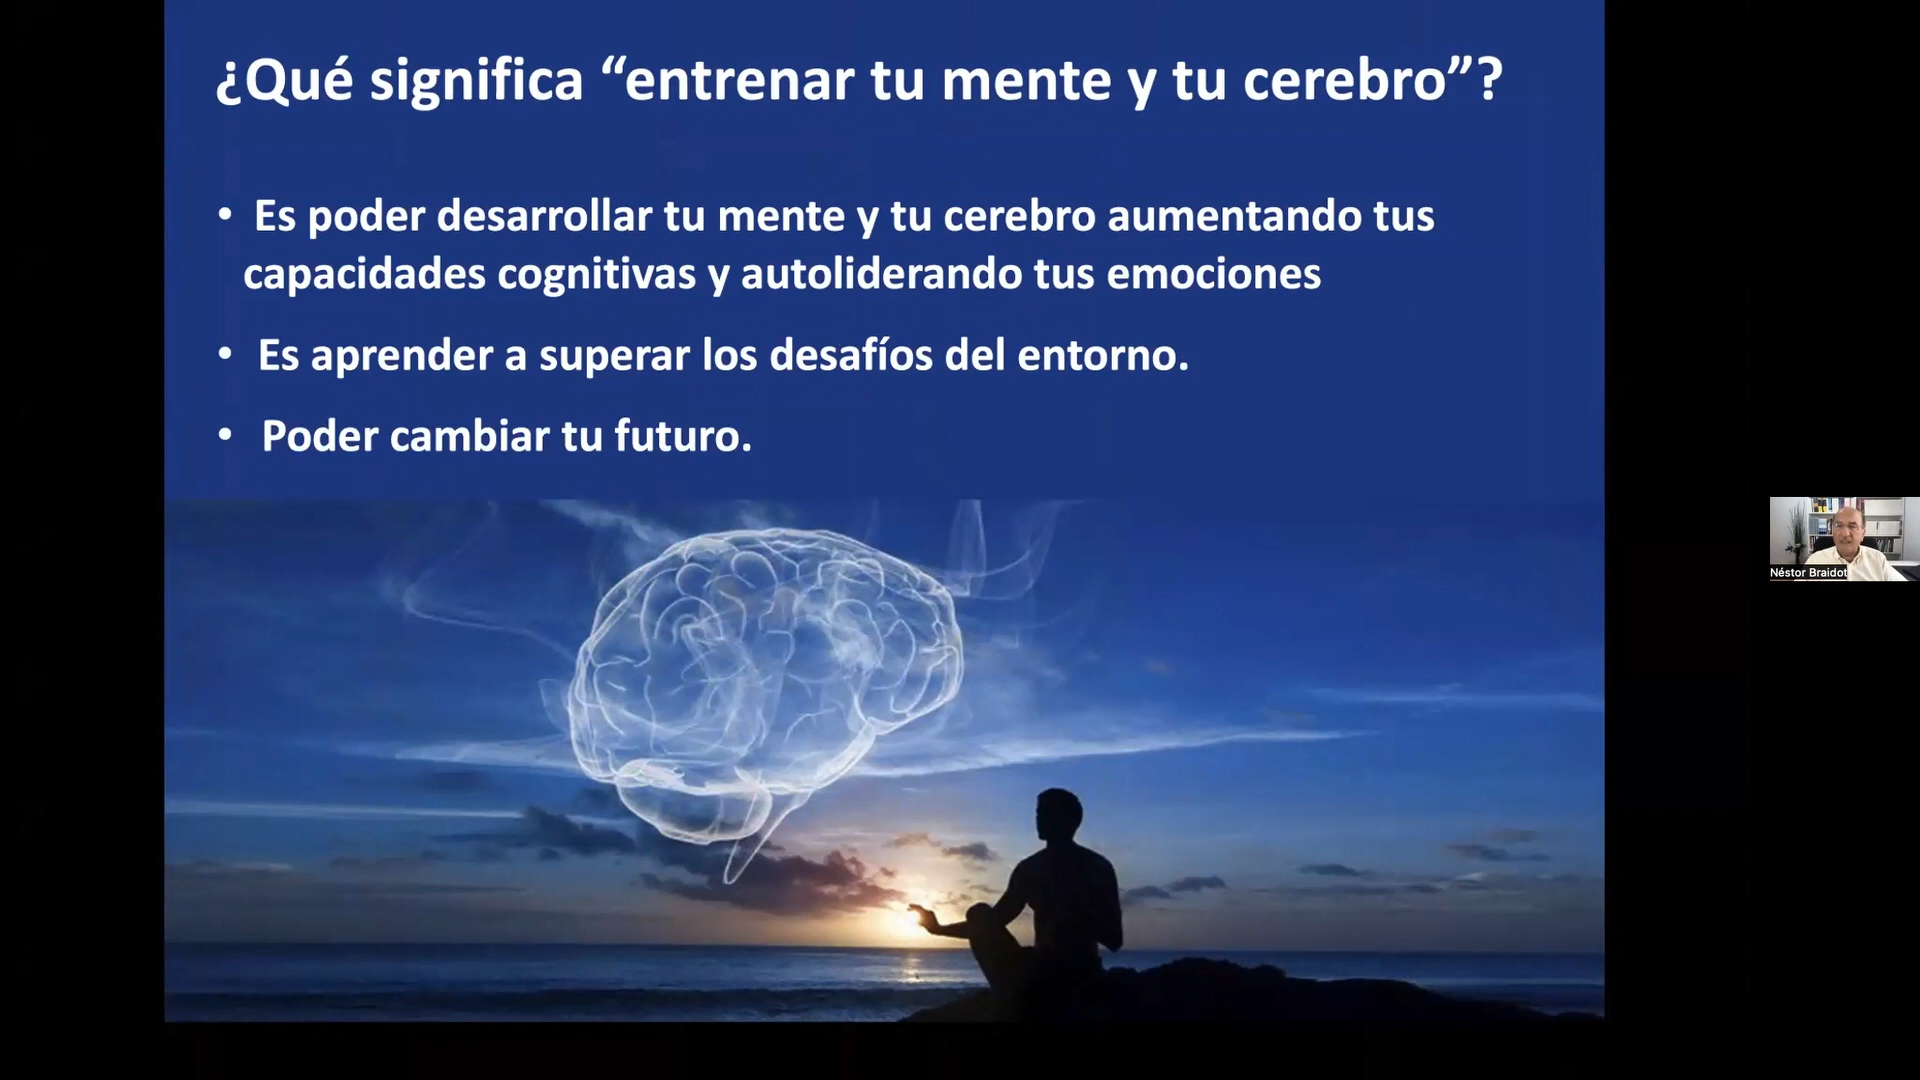 ¿Qué significa “entrenar tu mente y tu cerebro”?
• Es poder desarrollar tu mente y tu cerebro aumentando tus
capacidades cognitivas y autoliderando tus emociones
• Es aprender a superar los desafíos del entorno.
• Poder cambiar tu futuro.
Néstor Braidot